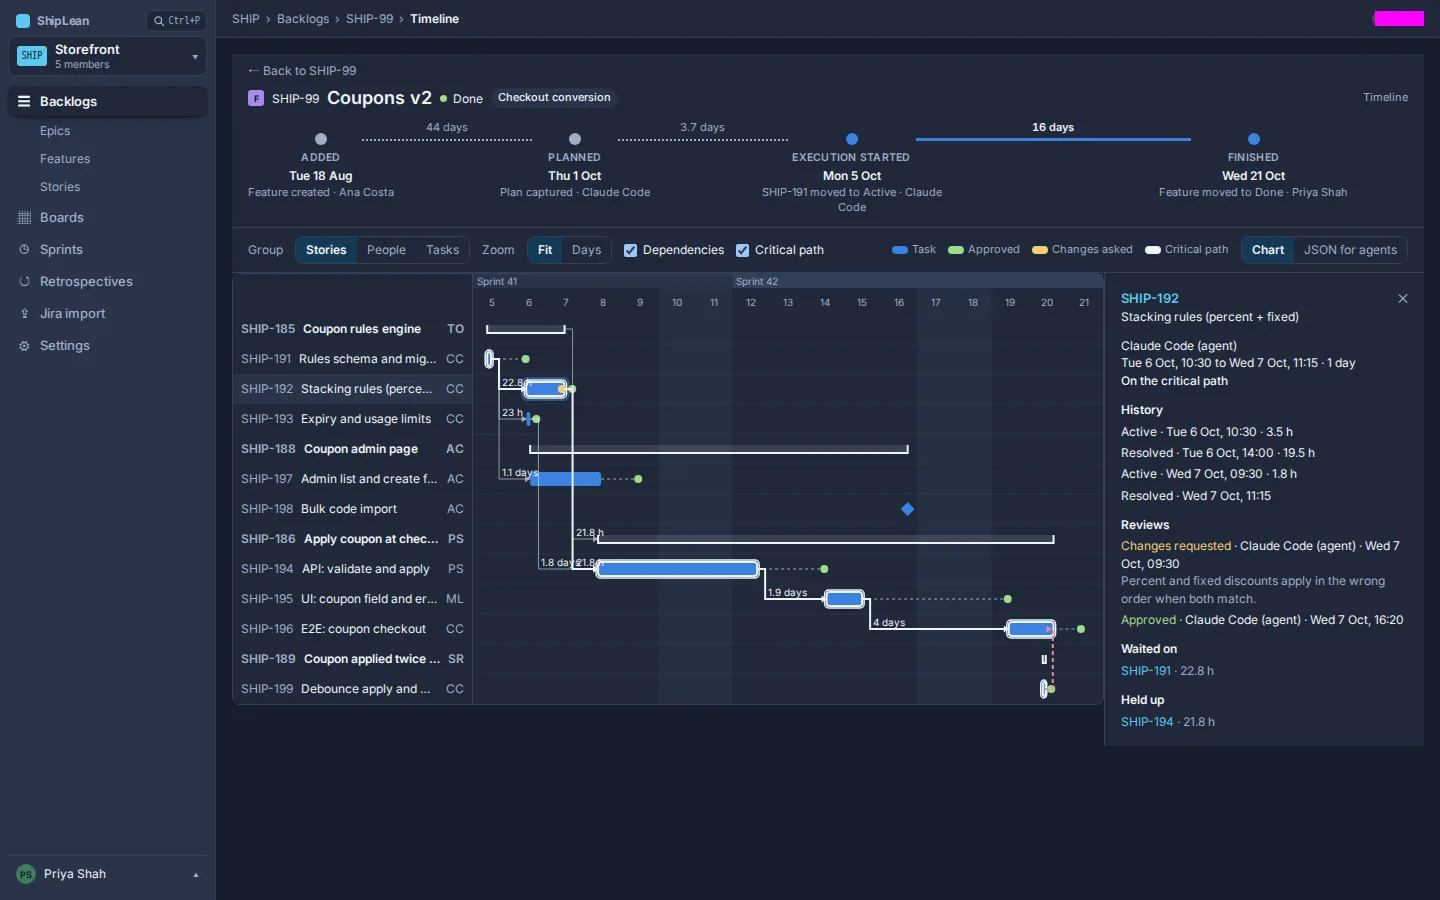 ShipLean
Ctrl+P
SHIP
Storefront
5 members
Backlogs
Epics
Features
Stories
Boards
Sprints
Retrospectives
Jira import
Settings
PS Priya Shah
SHIP › Backlogs › SHIP-99 › Timeline
← Back to SHIP-99
F SHIP-99 Coupons v2 Done Checkout conversion
Timeline
44 days 3.7 days 16 days
ADDED PLANNED EXECUTION STARTED FINISHED
Tue 18 Aug Thu 1 Oct Mon 5 Oct Wed 21 Oct
Feature created · Ana Costa Plan captured · Claude Code SHIP-191 moved to Active · Claude Code Feature moved to Done · Priya Shah
Group Stories People Tasks Zoom Fit Days Dependencies Critical path
Task Approved Changes asked Critical path Chart JSON for agents
Sprint 41 Sprint 42
5 6 7 8 9 10 11 12 13 14 15 16 17 18 19 20 21
SHIP-185 Coupon rules engine TO
SHIP-191 Rules schema and mig... CC
SHIP-192 Stacking rules (perce... CC 22.8
SHIP-193 Expiry and usage limits CC 23 h
SHIP-188 Coupon admin page AC
SHIP-197 Admin list and create f... AC 1.1 days
SHIP-198 Bulk code import AC
SHIP-186 Apply coupon at chec... PS 21.8 h
SHIP-194 API: validate and apply PS 1.8 days 21.8
SHIP-195 UI: coupon field and er... ML 1.9 days
SHIP-196 E2E: coupon checkout CC 4 days
SHIP-189 Coupon applied twice ... SR
SHIP-199 Debounce apply and ... CC
SHIP-192
Stacking rules (percent + fixed)
Claude Code (agent)
Tue 6 Oct, 10:30 to Wed 7 Oct, 11:15 · 1 day
On the critical path
History
Active · Tue 6 Oct, 10:30 · 3.5 h
Resolved · Tue 6 Oct, 14:00 · 19.5 h
Active · Wed 7 Oct, 09:30 · 1.8 h
Resolved · Wed 7 Oct, 11:15
Reviews
Changes requested · Claude Code (agent) · Wed 7
Oct, 09:30
Percent and fixed discounts apply in the wrong
order when both match.
Approved · Claude Code (agent) · Wed 7 Oct, 16:20
Waited on
SHIP-191 · 22.8 h
Held up
SHIP-194 · 21.8 h